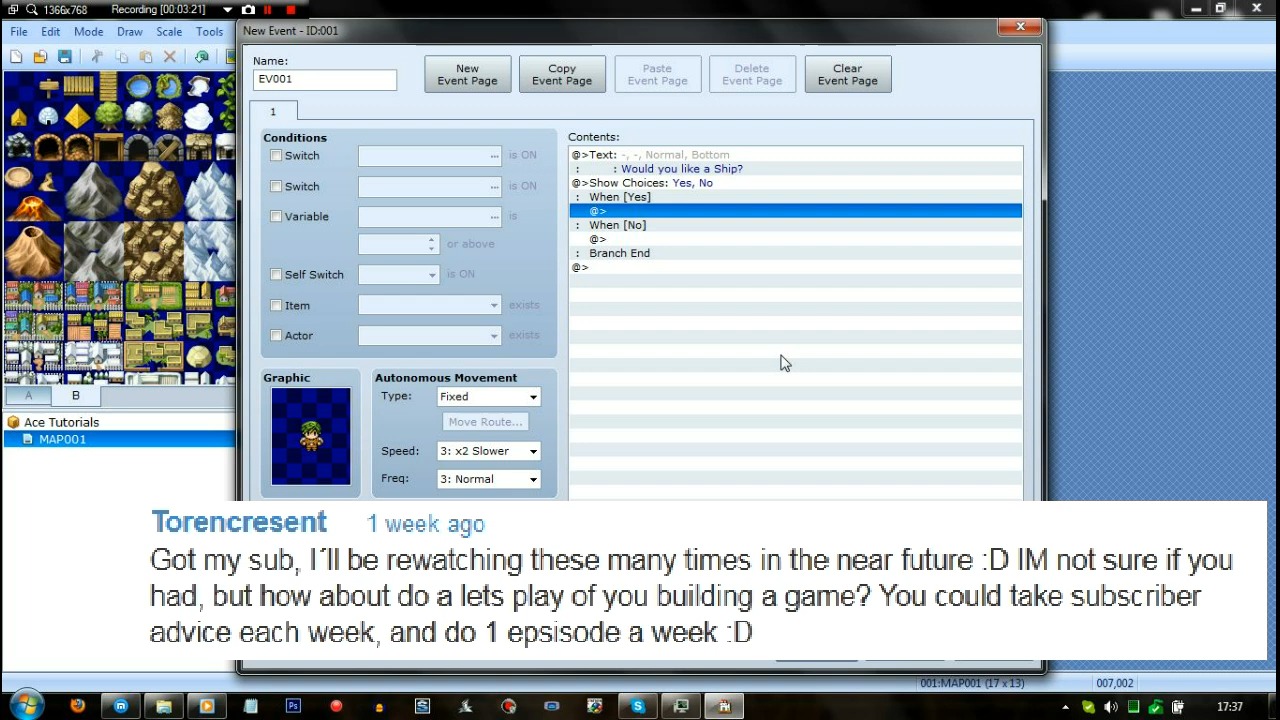 1366x768 Recording [00:03:21]
File Edit Mode Draw Scale Tools
New Event - ID:001
Name:
EV001
New Event Page
Copy Event Page
Paste Event Page
Delete Event Page
Clear Event Page
1
Conditions
Switch ... is ON
Switch ... is ON
Variable ... is
or above
Self Switch is ON
Item exists
Actor exists
Graphic
Autonomous Movement
Type: Fixed
Move Route...
Speed: 3: x2 Slower
Freq: 3: Normal
Contents:
@>Text: -, -, Normal, Bottom
: : Would you like a Ship?
@>Show Choices: Yes, No
: When [Yes]
@>
: When [No]
@>
: Branch End
@>
A B
Ace Tutorials
MAP001
Torencresent 1 week ago
Got my sub, I´ll be rewatching these many times in the near future :D IM not sure if you
had, but how about do a lets play of you building a game? You could take subscriber
advice each week, and do 1 epsisode a week :D
001:MAP001 (17 x 13) 007,002
Ps
17:37